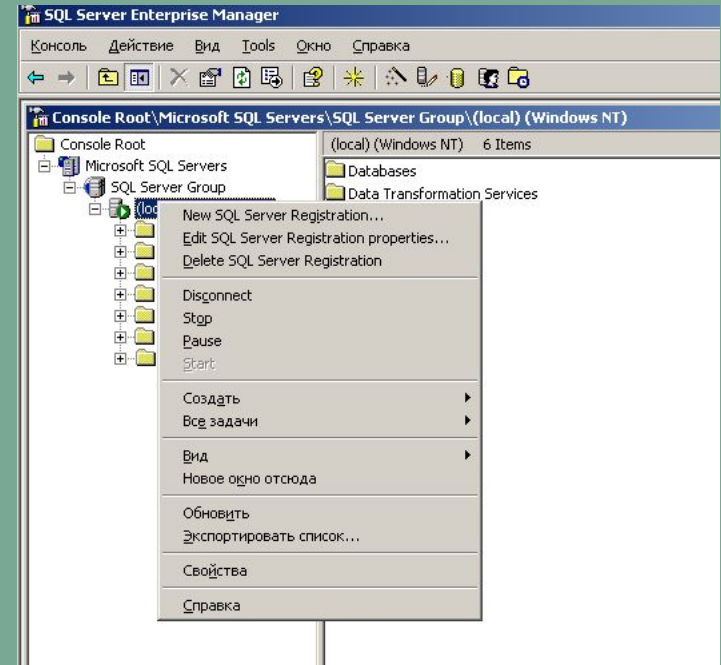 SQL Server Enterprise Manager
Консоль Действие Вид Tools Окно Справка
Console Root\Microsoft SQL Servers\SQL Server Group\(local) (Windows NT)
Console Root
(local) (Windows NT) 6 Items
Microsoft SQL Servers
Databases
SQL Server Group
Data Transformation Services
(loc
New SQL Server Registration...
Edit SQL Server Registration properties...
Delete SQL Server Registration
Disconnect
Stop
Pause
Start
Создать
Все задачи
Вид
Новое окно отсюда
Обновить
Экспортировать список...
Свойства
Справка